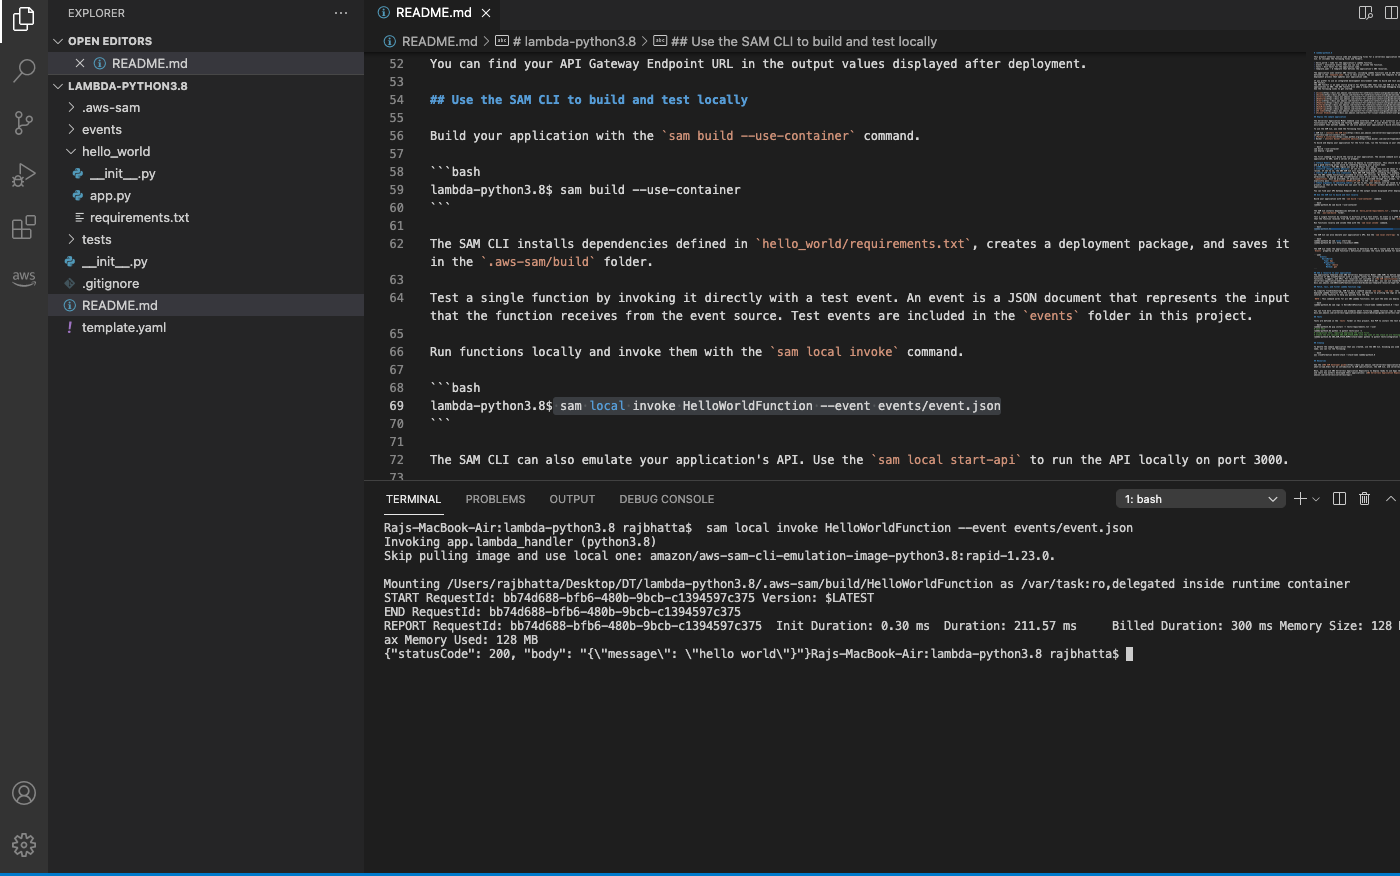 EXPLORER
OPEN EDITORS
README.md
LAMBDA-PYTHON3.8
.aws-sam
events
hello_world
__init__.py
app.py
requirements.txt
tests
__init__.py
.gitignore
README.md
template.yaml
aws
README.md
README.md > # lambda-python3.8 > ## Use the SAM CLI to build and test locally
52 You can find your API Gateway Endpoint URL in the output values displayed after deployment.
53
54 ## Use the SAM CLI to build and test locally
55
56 Build your application with the `sam build --use-container` command.
57
58 ```bash
59 lambda-python3.8$ sam build --use-container
60 ```
61
62 The SAM CLI installs dependencies defined in `hello_world/requirements.txt`, creates a deployment package, and saves it
in the `.aws-sam/build` folder.
63
64 Test a single function by invoking it directly with a test event. An event is a JSON document that represents the input
that the function receives from the event source. Test events are included in the `events` folder in this project.
65
66 Run functions locally and invoke them with the `sam local invoke` command.
67
68 ```bash
69 lambda-python3.8$ sam local invoke HelloWorldFunction --event events/event.json
70 ```
71
72 The SAM CLI can also emulate your application's API. Use the `sam local start-api` to run the API locally on port 3000.
73
TERMINAL PROBLEMS OUTPUT DEBUG CONSOLE
1: bash
Rajs-MacBook-Air:lambda-python3.8 rajbhatta$  sam local invoke HelloWorldFunction --event events/event.json
Invoking app.lambda_handler (python3.8)
Skip pulling image and use local one: amazon/aws-sam-cli-emulation-image-python3.8:rapid-1.23.0.
Mounting /Users/rajbhatta/Desktop/DT/lambda-python3.8/.aws-sam/build/HelloWorldFunction as /var/task:ro,delegated inside runtime container
START RequestId: bb74d688-bfb6-480b-9bcb-c1394597c375 Version: $LATEST
END RequestId: bb74d688-bfb6-480b-9bcb-c1394597c375
REPORT RequestId: bb74d688-bfb6-480b-9bcb-c1394597c375  Init Duration: 0.30 ms  Duration: 211.57 ms     Billed Duration: 300 ms Memory Size: 128
ax Memory Used: 128 MB
{"statusCode": 200, "body": "{\"message\": \"hello world\"}"}Rajs-MacBook-Air:lambda-python3.8 rajbhatta$